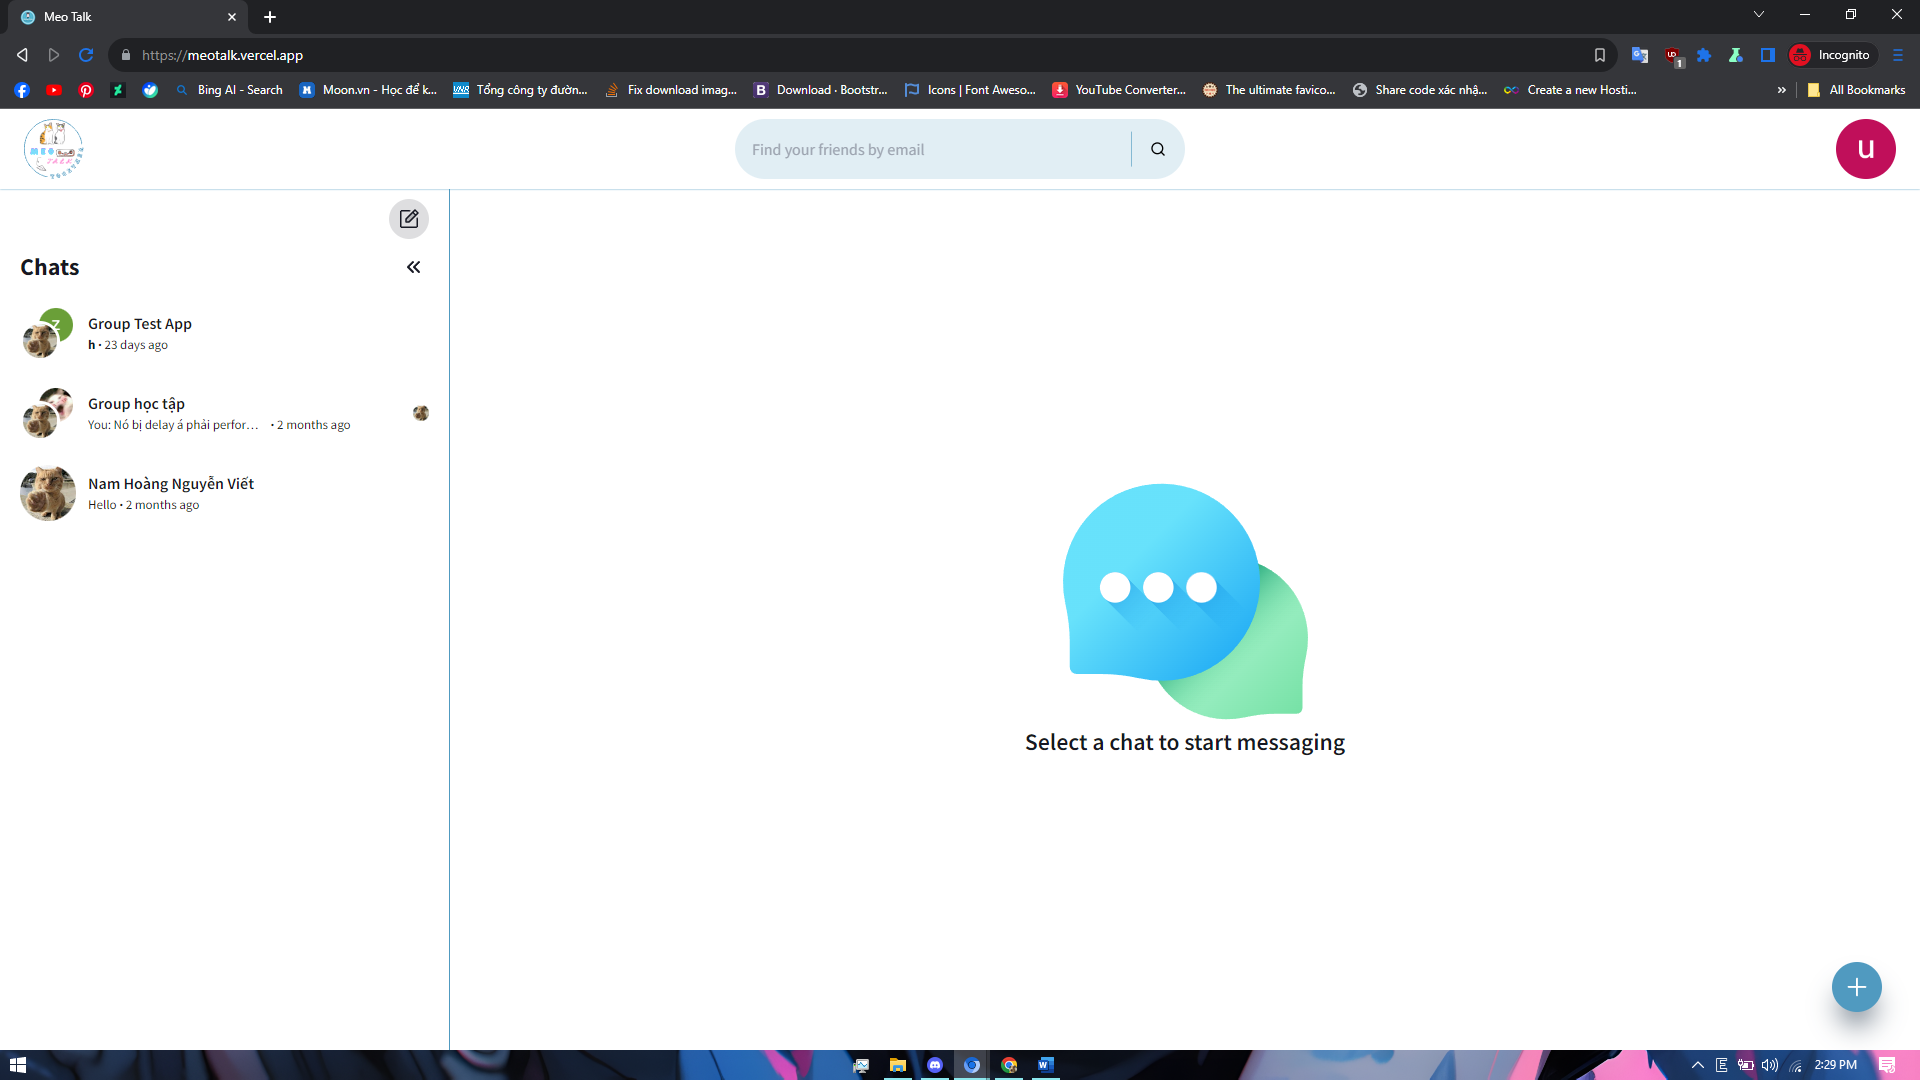 Meo Talk
https://meotalk.vercel.app
1
Incognito
Bing AI - Search
Moon.vn - Học để k...
VNR
Tổng công ty đườn...
Fix download imag...
B
Download · Bootstr...
Icons | Font Aweso...
YouTube Converter...
The ultimate favico...
Share code xác nhậ...
Create a new Hosti...
»
All Bookmarks
MEO
TALK
Find your friends by email
u
Chats
Z
Group Test App
h · 23 days ago
Group học tập
You: Nó bị delay á phải perfor... · 2 months ago
Nam Hoàng Nguyễn Viết
Hello · 2 months ago
Select a chat to start messaging
E
2:29 PM